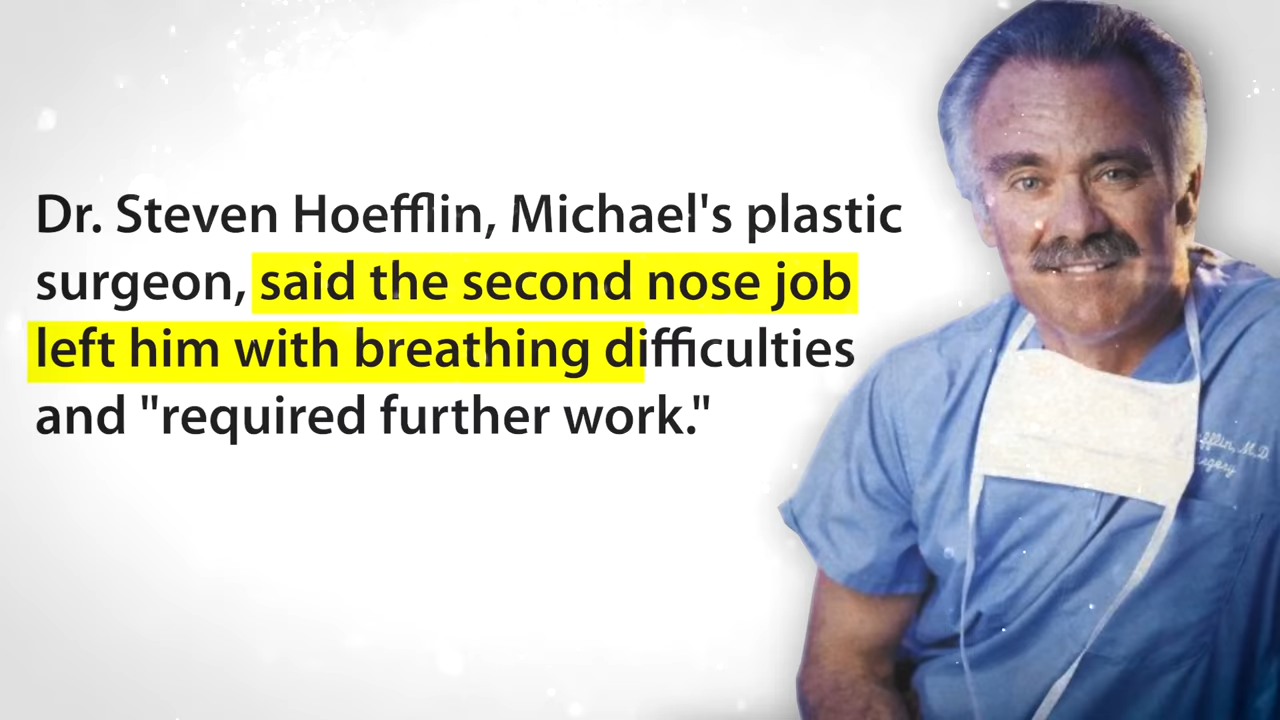 Dr. Steven Hoefflin, Michael's plastic
surgeon, said the second nose job
left him with breathing difficulties
and "required further work."
M.D.